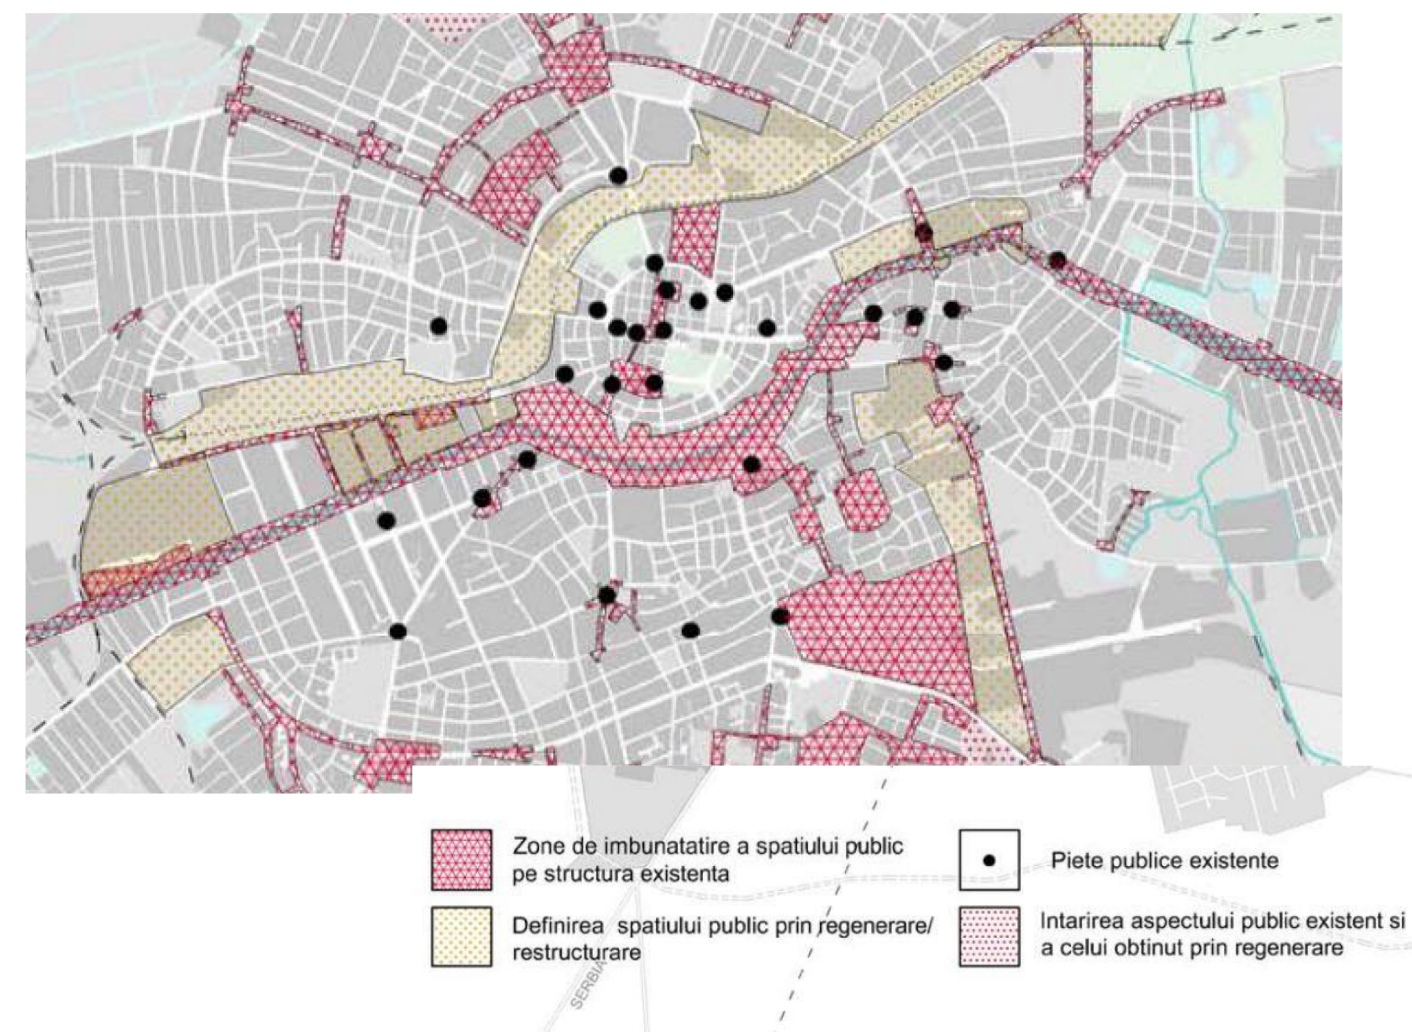 Zone de imbunatatire a spatiului public
pe structura existenta
Definirea spatiului public prin regenerare/
restructurare
Piete publice existente
Intarirea aspectului public existent si
a celui obtinut prin regenerare
SERBIA